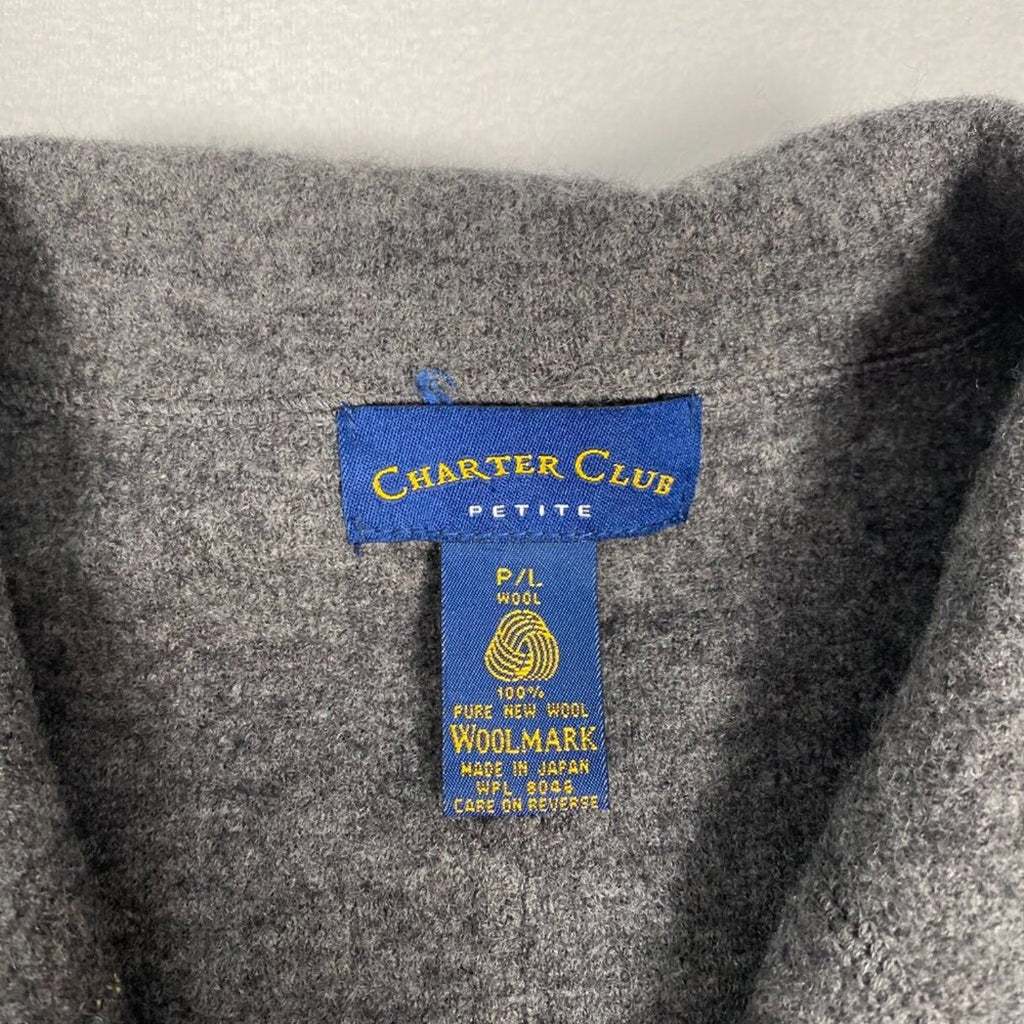 CHARTER CLUB
PETITE
P/L
WOOL
100%
PURE NEW WOOL
WOOLMARK
MADE IN JAPAN
WPL 8046
CARE ON REVERSE